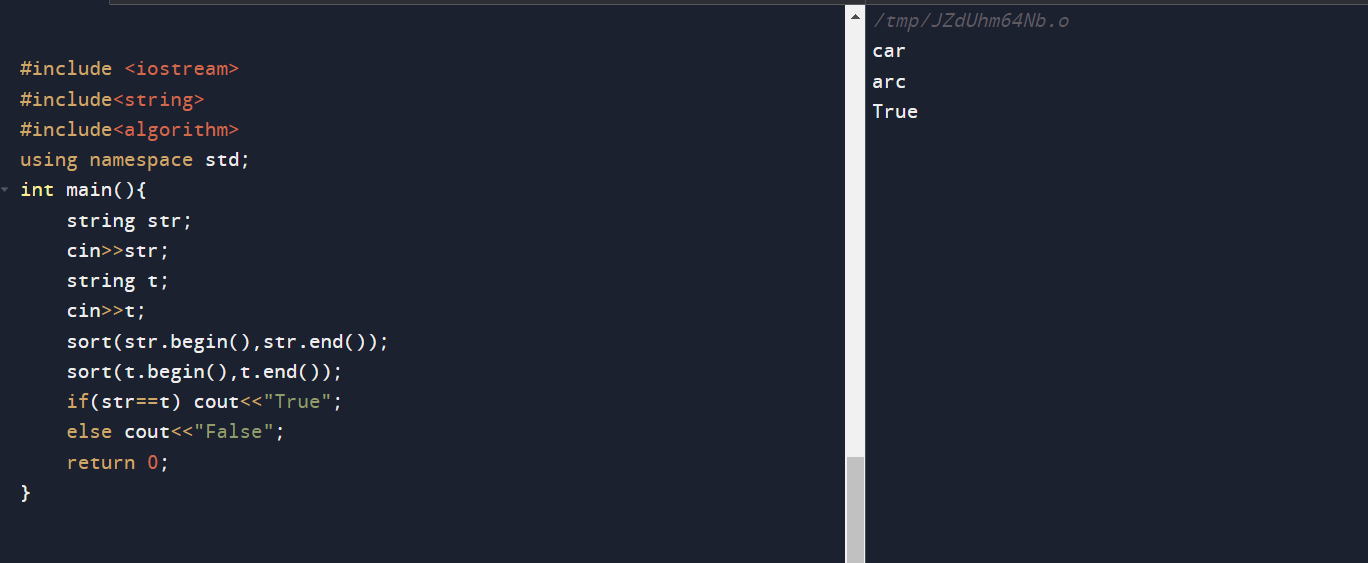 #include <iostream>
#include<string>
#include<algorithm>
using namespace std;
int main(){
    string str;
    cin>>str;
    string t;
    cin>>t;
    sort(str.begin(),str.end());
    sort(t.begin(),t.end());
    if(str==t) cout<<"True";
    else cout<<"False";
    return 0;
}
/tmp/JZdUhm64Nb.o
car
arc
True